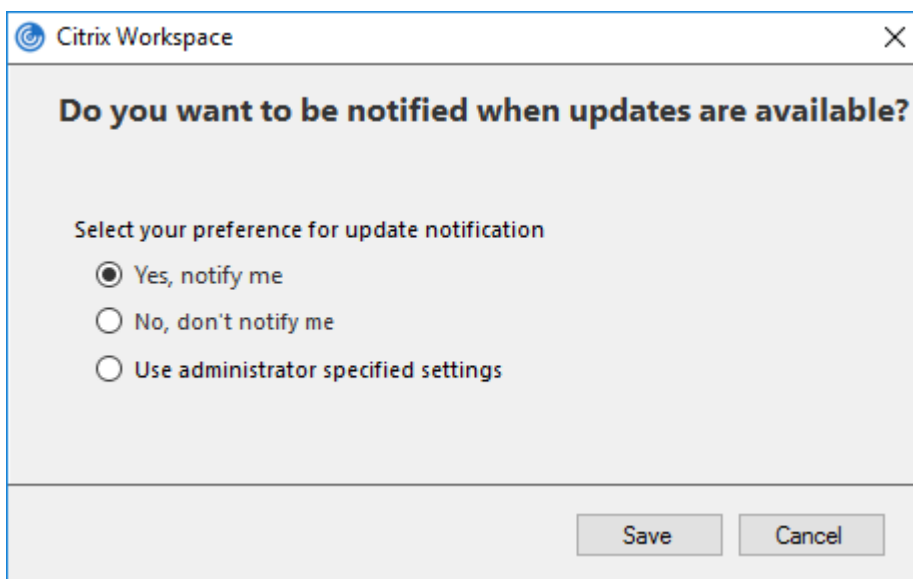 Citrix Workspace
Do you want to be notified when updates are available?
Select your preference for update notification
Yes, notify me
No, don't notify me
Use administrator specified settings
Save
Cancel